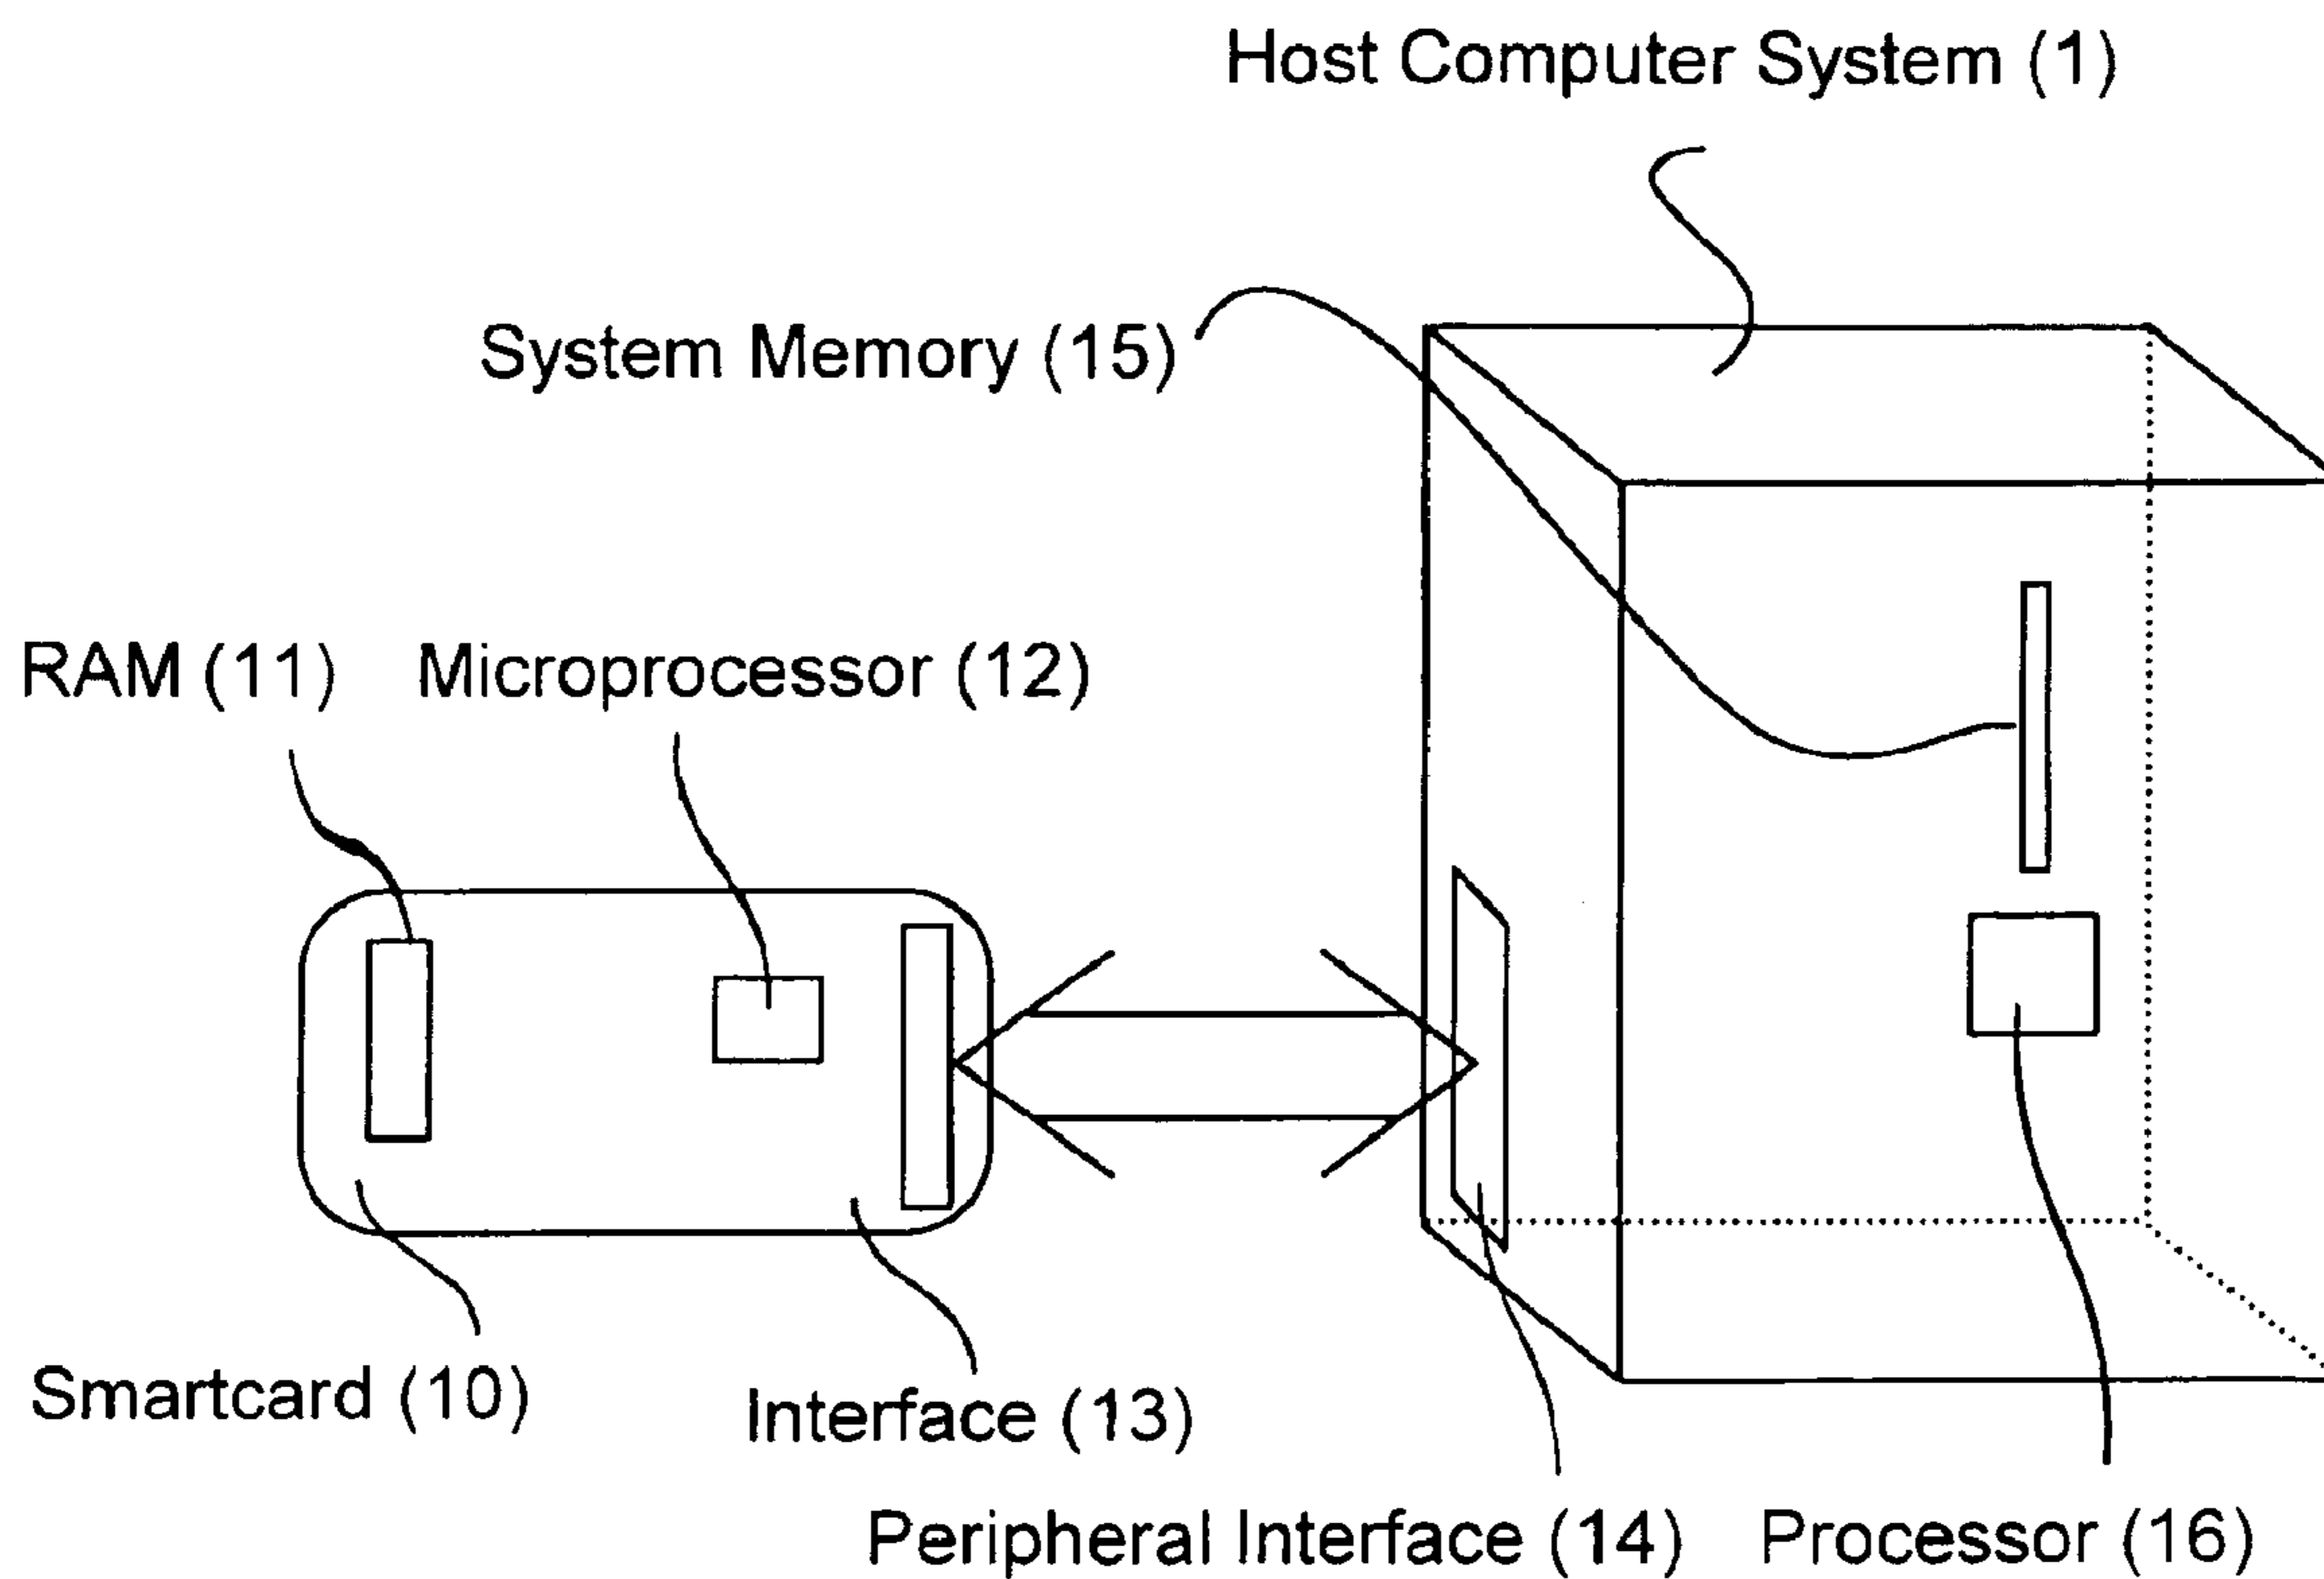 Host Computer System (1)
System Memory (15)
RAM (11) Microprocessor (12)
Smartcard (10)
Interface (13)
Peripheral Interface (14) Processor (16)